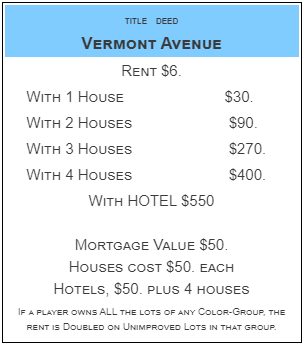 TITLE DEED
VERMONT AVENUE
RENT $6.
WITH 1 HOUSE $30.
WITH 2 HOUSES $90.
WITH 3 HOUSES $270.
WITH 4 HOUSES $400.
WITH HOTEL $550
MORTGAGE VALUE $50.
HOUSES COST $50. EACH
HOTELS, $50. PLUS 4 HOUSES
IF A PLAYER OWNS ALL THE LOTS OF ANY COLOR-GROUP, THE
RENT IS DOUBLED ON UNIMPROVED LOTS IN THAT GROUP.